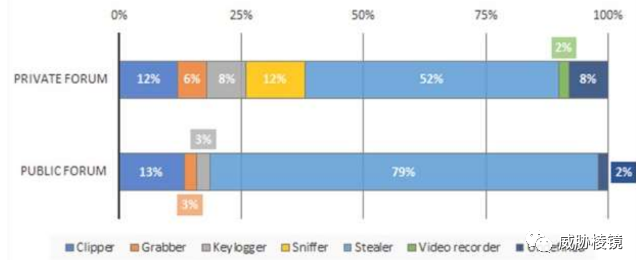 0% 25% 50% 75% 100%
2%
PRIVATE FORUM 12% 6% 8% 12% 52% 8%
3%
PUBLIC FORUM 13% 79% 2%
3%
Clipper Grabber Keylogger Sniffer Stealer Video recorder
威胁棱镜